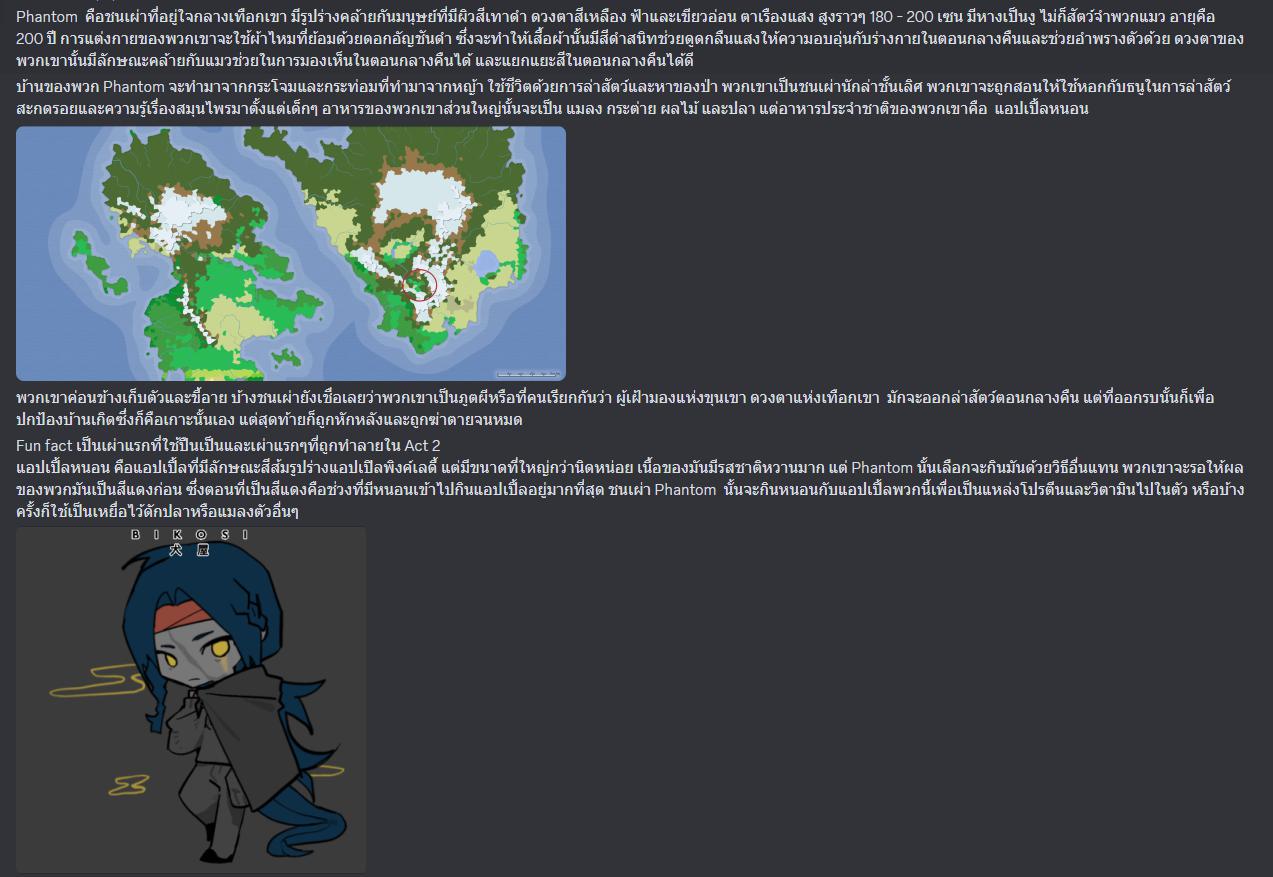 Phantom คือชนเผ่าที่อยู่ใจกลางเทือกเขา มีรูปร่างคล้ายกันมนุษย์ที่มีผิวสีเทาดำ ดวงตาสีเหลือง ฟ้าและเขียวอ่อน ตาเรืองแสง สูงราวๆ 180 - 200 เซน มีหางเป็นงู ไม่ก็สัตว์จำพวกแมว อายุคือ
200 ปี การแต่งกายของพวกเขาจะใช้ผ้าไหมที่ย้อมด้วยดอกอัญชันดำ ซึ่งจะทำให้เสื้อผ้านั้นมีสีดำสนิทช่วยดูดกลืนแสงให้ความอบอุ่นกับร่างกายในตอนกลางคืนและช่วยอำพรางตัวด้วย ดวงตาของ
พวกเขานั้นมีลักษณะคล้ายกับแมวช่วยในการมองเห็นในตอนกลางคืนได้ และแยกแยะสีในตอนกลางคืนได้ดี
บ้านของพวก Phantom จะทำมาจากกระโจมและกระท่อมที่ทำมาจากหญ้า ใช้ชีวิตด้วยการล่าสัตว์และหาของป่า พวกเขาเป็นชนเผ่านักล่าชั้นเลิศ พวกเขาจะถูกสอนให้ใช้หอกกับธนูในการล่าสัตว์
สะกดรอยและความรู้เรื่องสมุนไพรมาตั้งแต่เด็กๆ อาหารของพวกเขาส่วนใหญ่นั้นจะเป็น แมลง กระต่าย ผลไม้ และปลา แต่อาหารประจำชาติของพวกเขาคือ แอปเปิ้ลหนอน
พวกเขาค่อนข้างเก็บตัวและขี้อาย บ้างชนเผ่ายังเชื่อเลยว่าพวกเขาเป็นภูตผีหรือที่คนเรียกกันว่า ผู้เฝ้ามองแห่งขุนเขา ดวงตาแห่งเทือกเขา มักจะออกล่าสัตว์ตอนกลางคืน แต่ที่ออกรบนั้นก็เพื่อ
ปกป้องบ้านเกิดซึ่งก็คือเกาะนั้นเอง แต่สุดท้ายก็ถูกหักหลังและถูกฆ่าตายจนหมด
Fun fact เป็นเผ่าแรกที่ใช้ปืนเป็นและเผ่าแรกๆที่ถูกทำลายใน Act 2
แอปเปิ้ลหนอน คือแอปเปิ้ลที่มีลักษณะสีส้มรูปร่างแอปเปิลพิงค์เลดี้ แต่มีขนาดที่ใหญ่กว่านิดหน่อย เนื้อของมันมีรสชาติหวานมาก แต่ Phantom นั้นเลือกจะกินมันด้วยวิธีอื่นแทน พวกเขาจะรอให้ผล
ของพวกมันเป็นสีแดงก่อน ซึ่งตอนที่เป็นสีแดงคือช่วงที่มีหนอนเข้าไปกินแอปเปิ้ลอยู่มากที่สุด ชนเผ่า Phantom นั้นจะกินหนอนกับแอปเปิ้ลพวกนี้เพื่อเป็นแหล่งโปรตีนและวิตามินไปในตัว หรือบ้าง
ครั้งก็ใช้เป็นเหยื่อไว้ดักปลาหรือแมลงตัวอื่นๆ
BIKOSI
犬屋